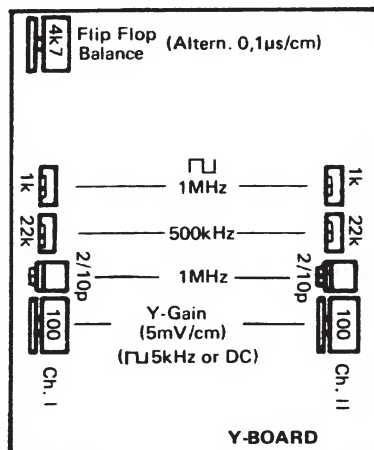 4k7 Flip Flop (Altern. 0,1µs/cm)
Balance
1k 1MHz 1k
22k 500kHz 22k
2/10p 1MHz 2/10p
100 Y-Gain 100
(5mV/cm)
(⊓⊔5kHz or DC)
Ch. I Ch. II
Y-BOARD